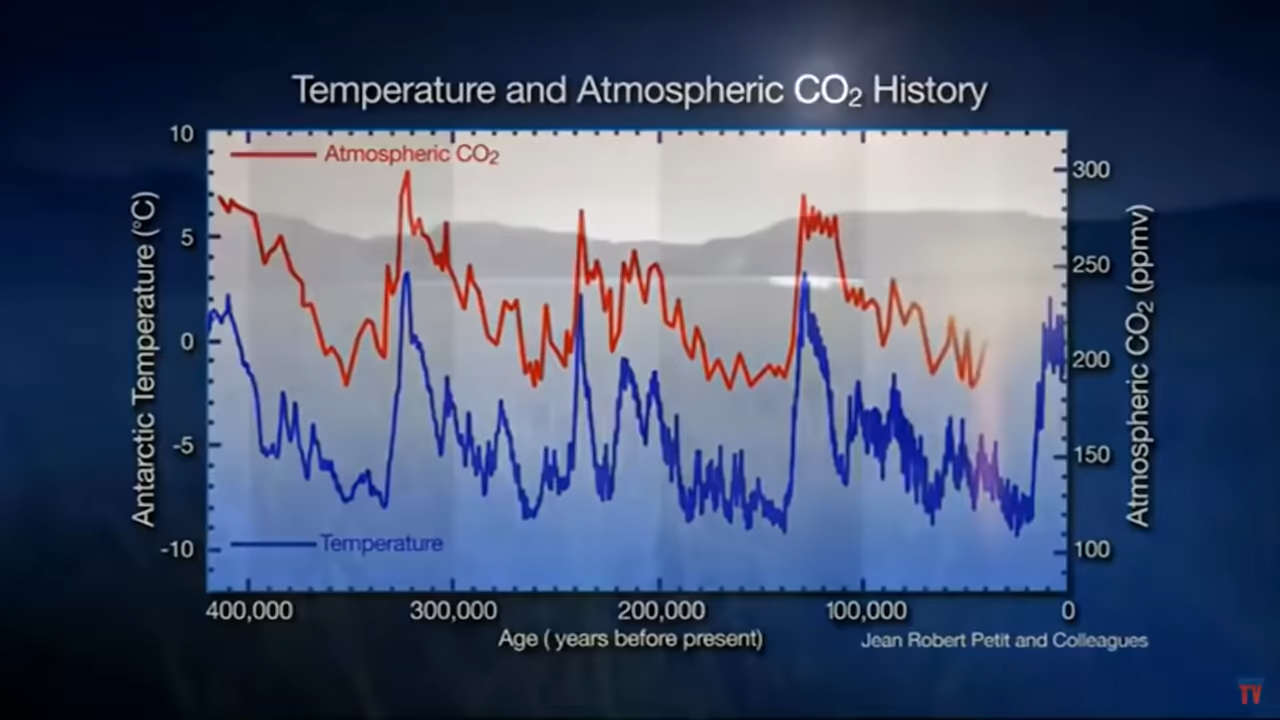 Temperature and Atmospheric CO₂ History
10
5
0
-5
-10
Antarctic Temperature (°C)
Atmospheric CO₂
Temperature
300
250
200
150
100
Atmospheric CO₂ (ppmv)
400,000 300,000 200,000 100,000 0
Age ( years before present)
Jean Robert Petit and Colleagues
TV